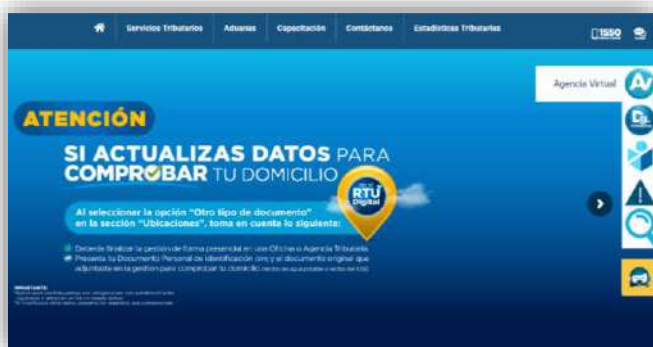 Servicios Tributarios Aduanas Capacitación Contáctanos Estadísticas Tributarias 1550
Agencia Virtual AV
ATENCIÓN
SI ACTUALIZAS DATOS PARA
COMPROBAR TU DOMICILIO
RTU
Digital
Al seleccionar la opción "Otro tipo de documento"
en la sección "Ubicaciones", toma en cuenta lo siguiente:
Deberás finalizar la gestión de forma presencial en una Oficina o Agencia Tributaria.
Presenta tu Documento Personal de Identificación (DPI) y el documento original que
adjuntaste en la gestión para comprobar tu domicilio
IMPORTANTE: